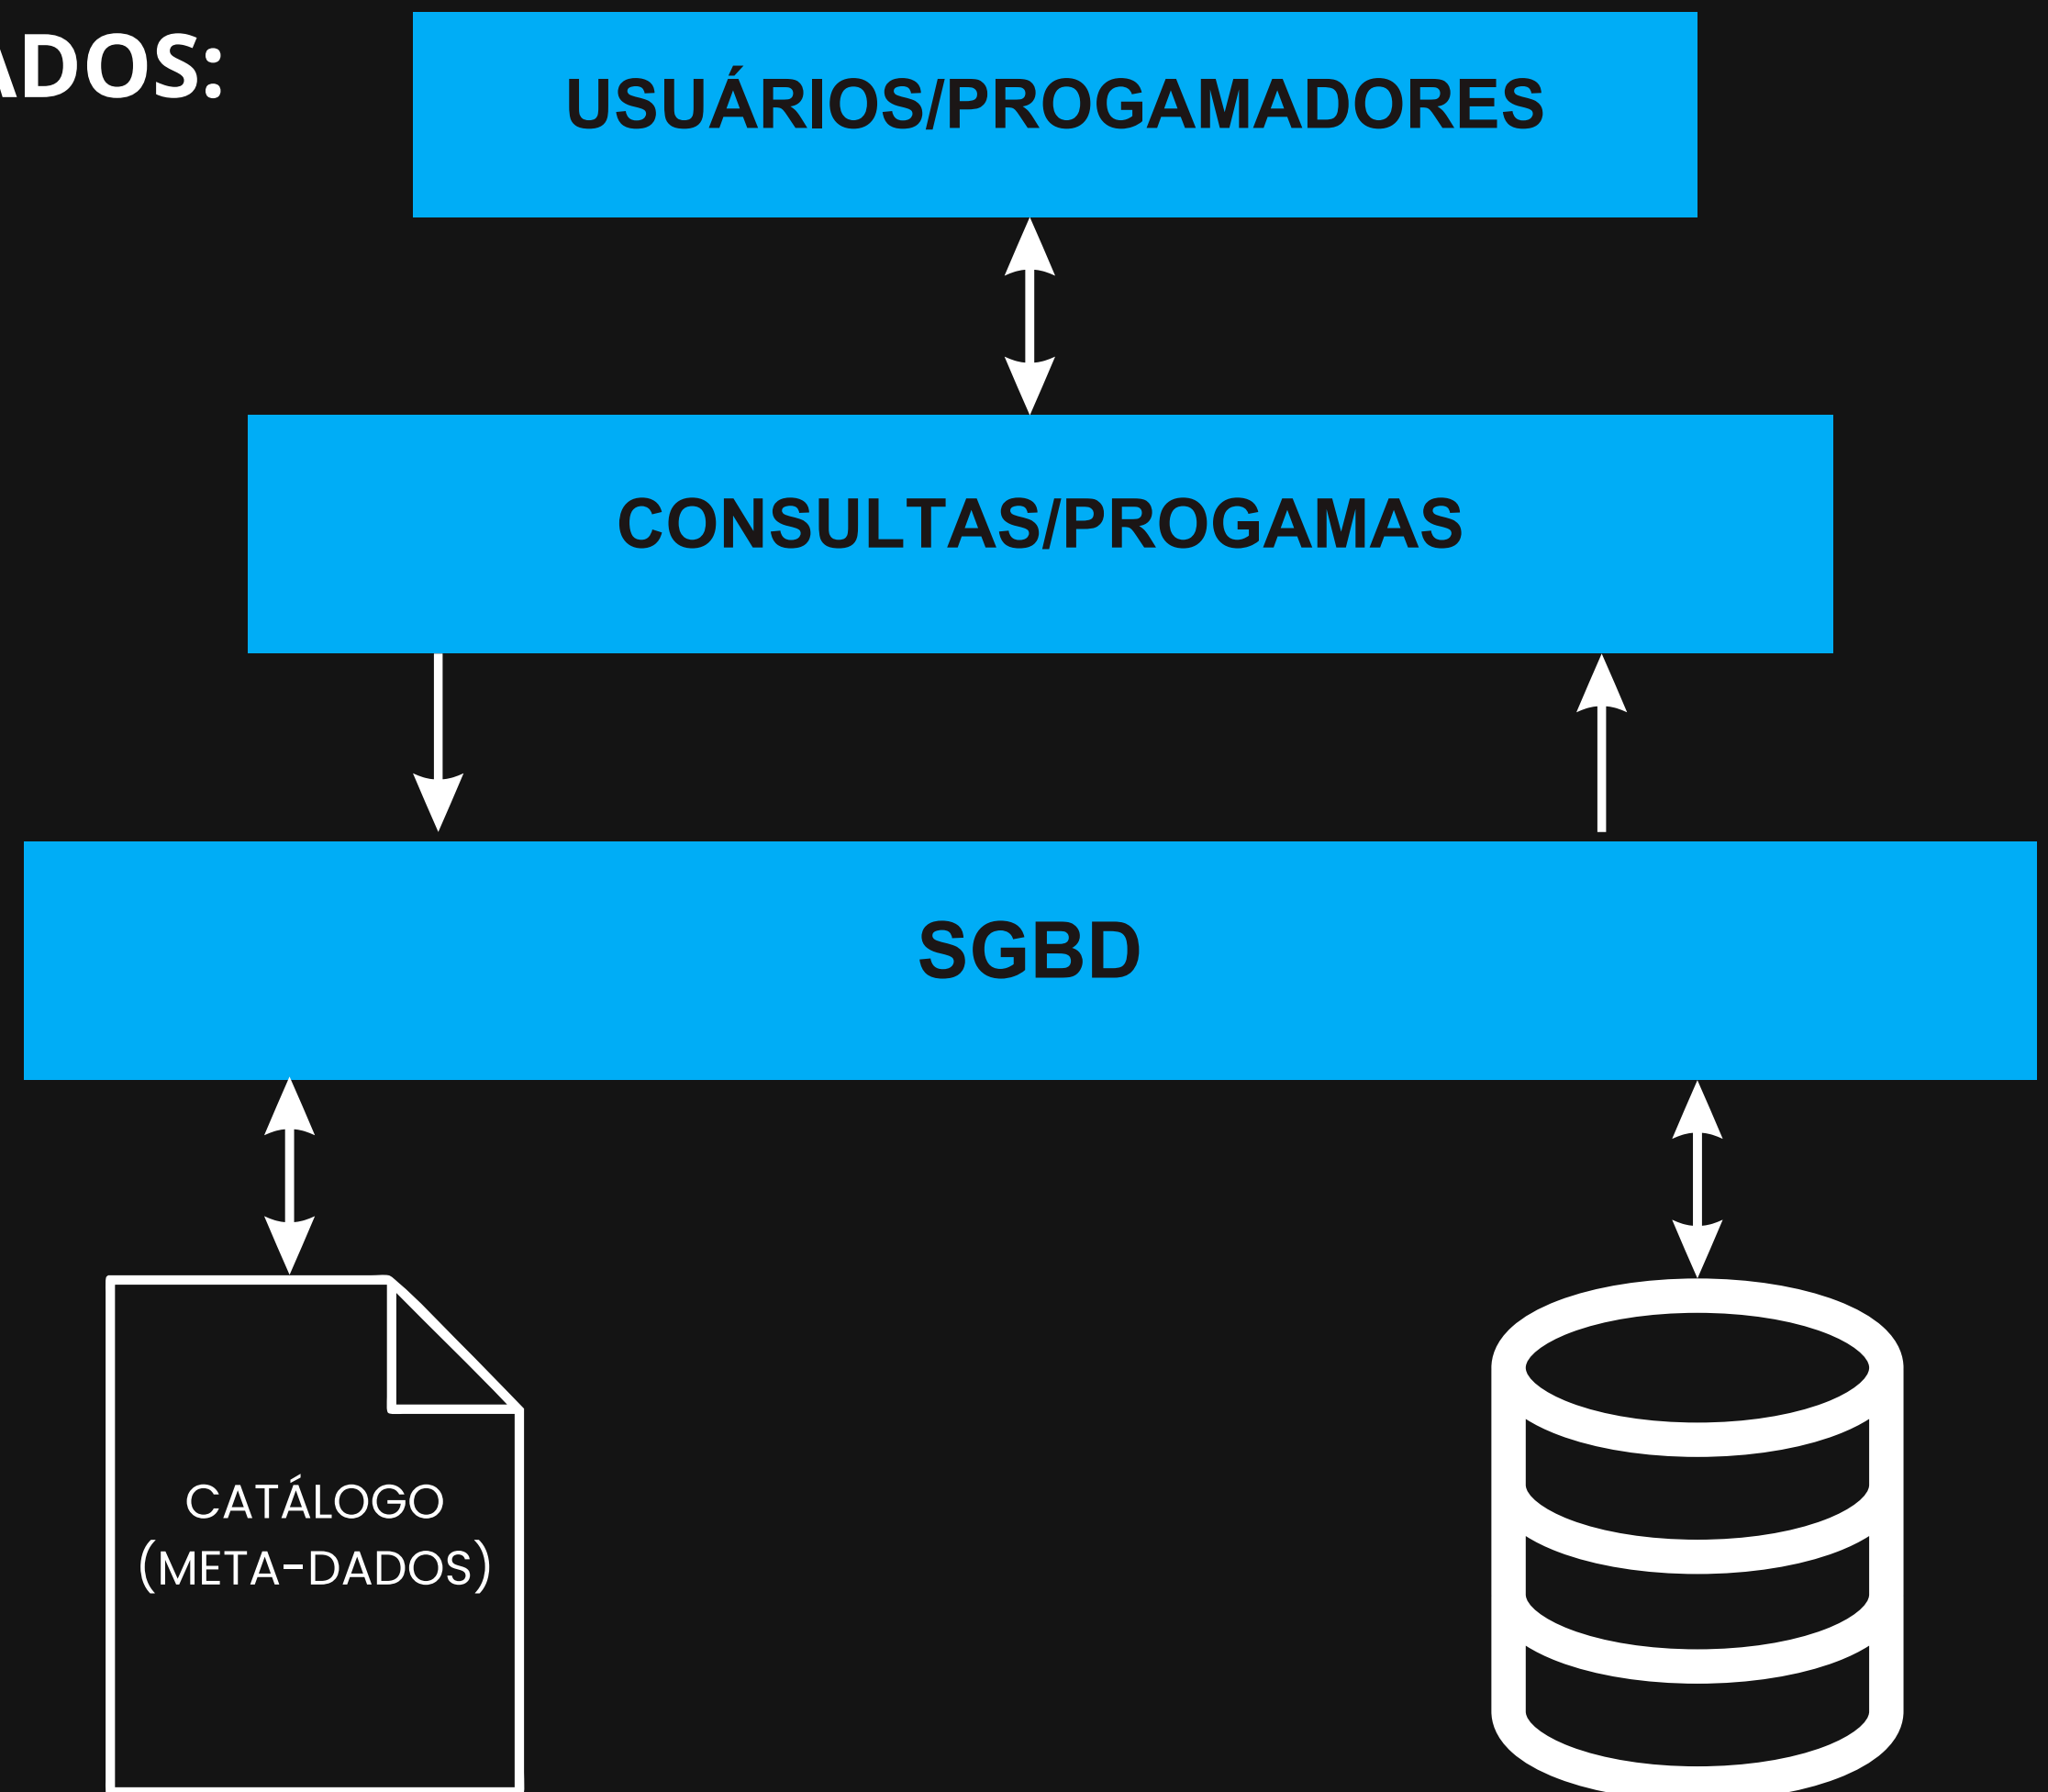 ADOS:
USUÁRIOS/PROGAMADORES
CONSULTAS/PROGAMAS
SGBD
CATÁLOGO
(META-DADOS)